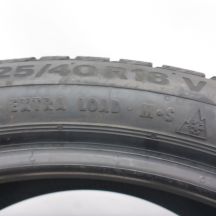 25/40R18 V
EXTRA LOAD M+S